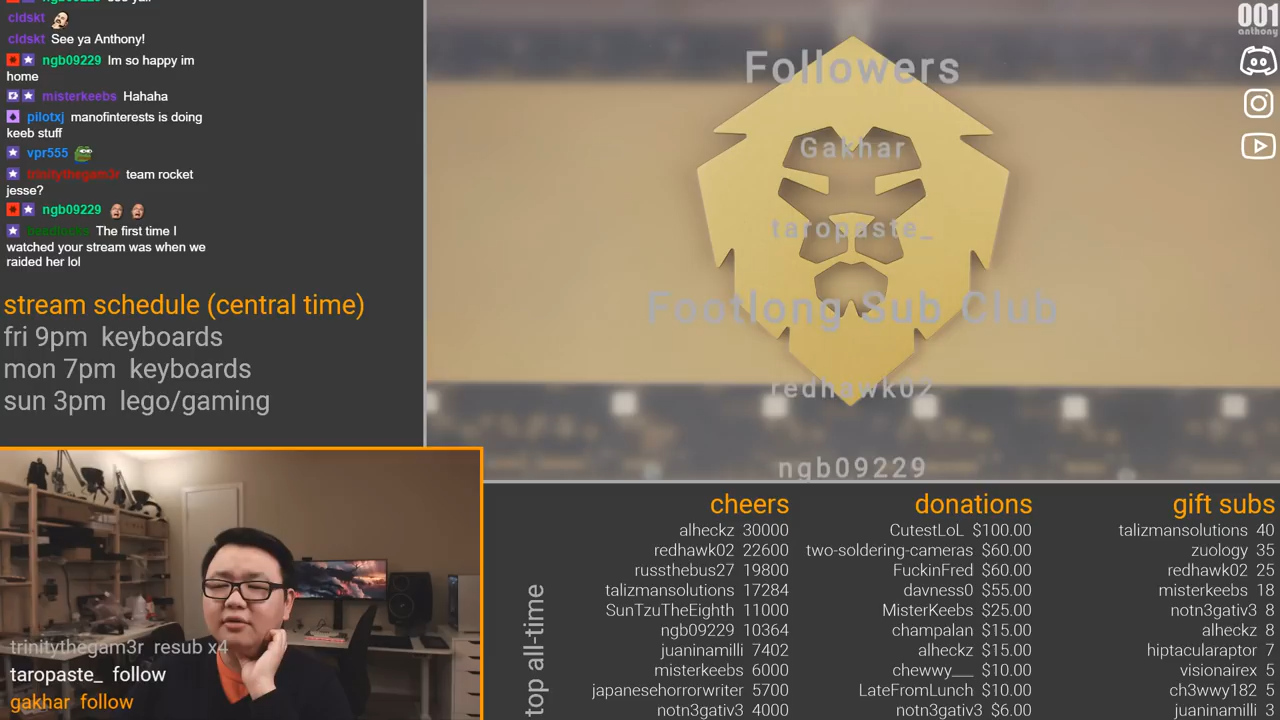 cldskt
cldskt See ya Anthony!
ngb09229 Im so happy im
home
misterkeebs Hahaha
pilotxj manofinterests is doing
keeb stuff
vpr555
trinitythegam3r team rocket
jesse?
ngb09229
The first time I
watched your stream was when we
raided her lol
stream schedule (central time)
fri 9pm keyboards
mon 7pm keyboards
sun 3pm lego/gaming
Followers
Gakhar
taropaste_
Footlong Sub Club
redhawk02
ngb09229
001
anthony
trinitythegam3r resub x4
taropaste_ follow
gakhar follow
top all-time
cheers
alheckz 30000
redhawk02 22600
russthebus27 19800
talizmansolutions 17284
SunTzuTheEighth 11000
ngb09229 10364
juaninamilli 7402
misterkeebs 6000
japanesehorrorwriter 5700
notn3gativ3 4000
donations
CutestLoL $100.00
two-soldering-cameras $60.00
FuckinFred $60.00
davness0 $55.00
MisterKeebs $25.00
champalan $15.00
alheckz $15.00
chewwy___ $10.00
LateFromLunch $10.00
notn3gativ3 $6.00
gift subs
talizmansolutions 40
zuology 35
redhawk02 25
misterkeebs 18
notn3gativ3 8
alheckz 8
hiptacularaptor 7
visionairex 5
ch3wwy182 5
juaninamilli 3